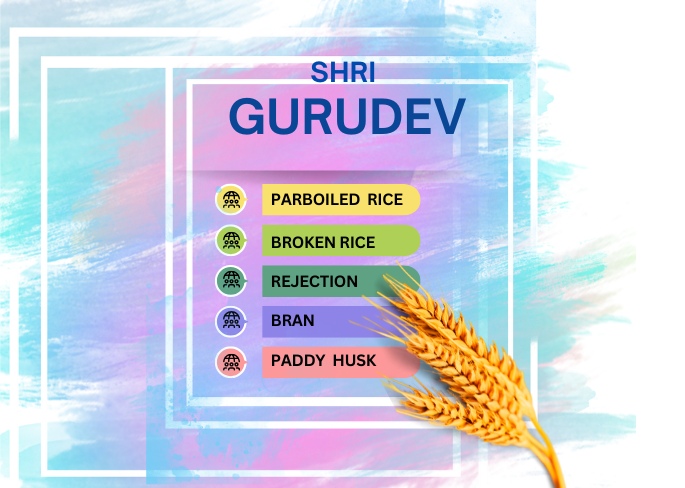 SHRI
GURUDEV
PARBOILED RICE
BROKEN RICE
REJECTION
BRAN
PADDY HUSK